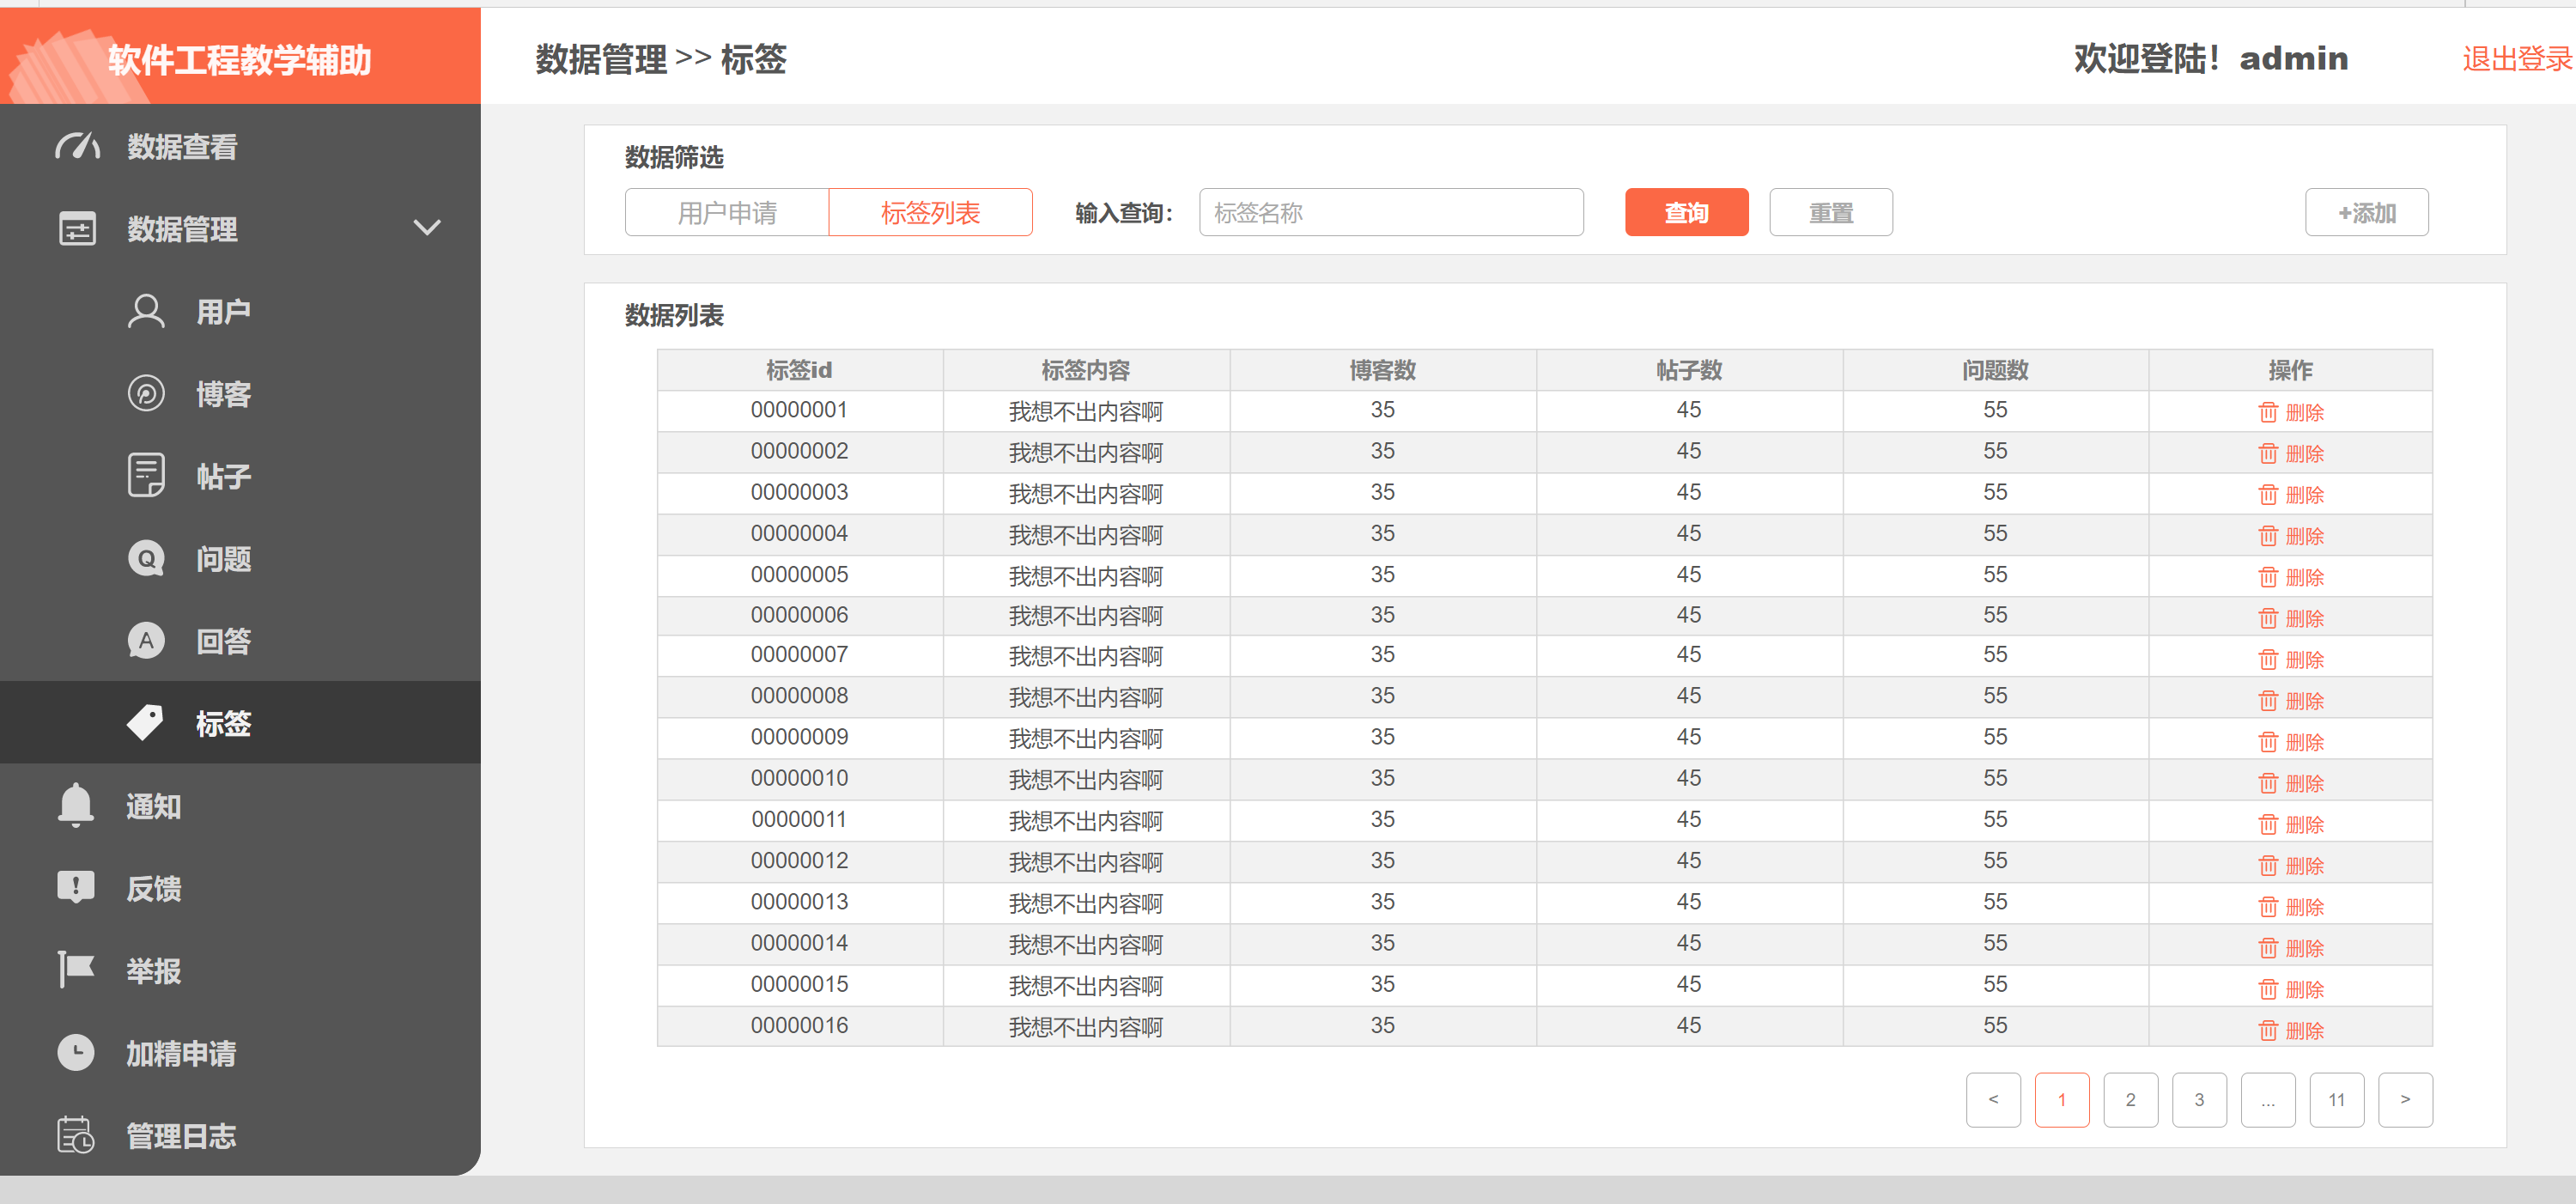 软件工程教学辅助
数据管理 >> 标签
欢迎登陆！admin
退出登录
数据查看
数据管理
用户
博客
帖子
问题
回答
标签
通知
反馈
举报
加精申请
管理日志
数据筛选
用户申请 标签列表 输入查询： 标签名称 查询 重置 +添加
数据列表
标签id 标签内容 博客数 帖子数 问题数 操作
00000001 我想不出内容啊 35 45 55 删除
00000002 我想不出内容啊 35 45 55 删除
00000003 我想不出内容啊 35 45 55 删除
00000004 我想不出内容啊 35 45 55 删除
00000005 我想不出内容啊 35 45 55 删除
00000006 我想不出内容啊 35 45 55 删除
00000007 我想不出内容啊 35 45 55 删除
00000008 我想不出内容啊 35 45 55 删除
00000009 我想不出内容啊 35 45 55 删除
00000010 我想不出内容啊 35 45 55 删除
00000011 我想不出内容啊 35 45 55 删除
00000012 我想不出内容啊 35 45 55 删除
00000013 我想不出内容啊 35 45 55 删除
00000014 我想不出内容啊 35 45 55 删除
00000015 我想不出内容啊 35 45 55 删除
00000016 我想不出内容啊 35 45 55 删除
< 1 2 3 ... 11 >